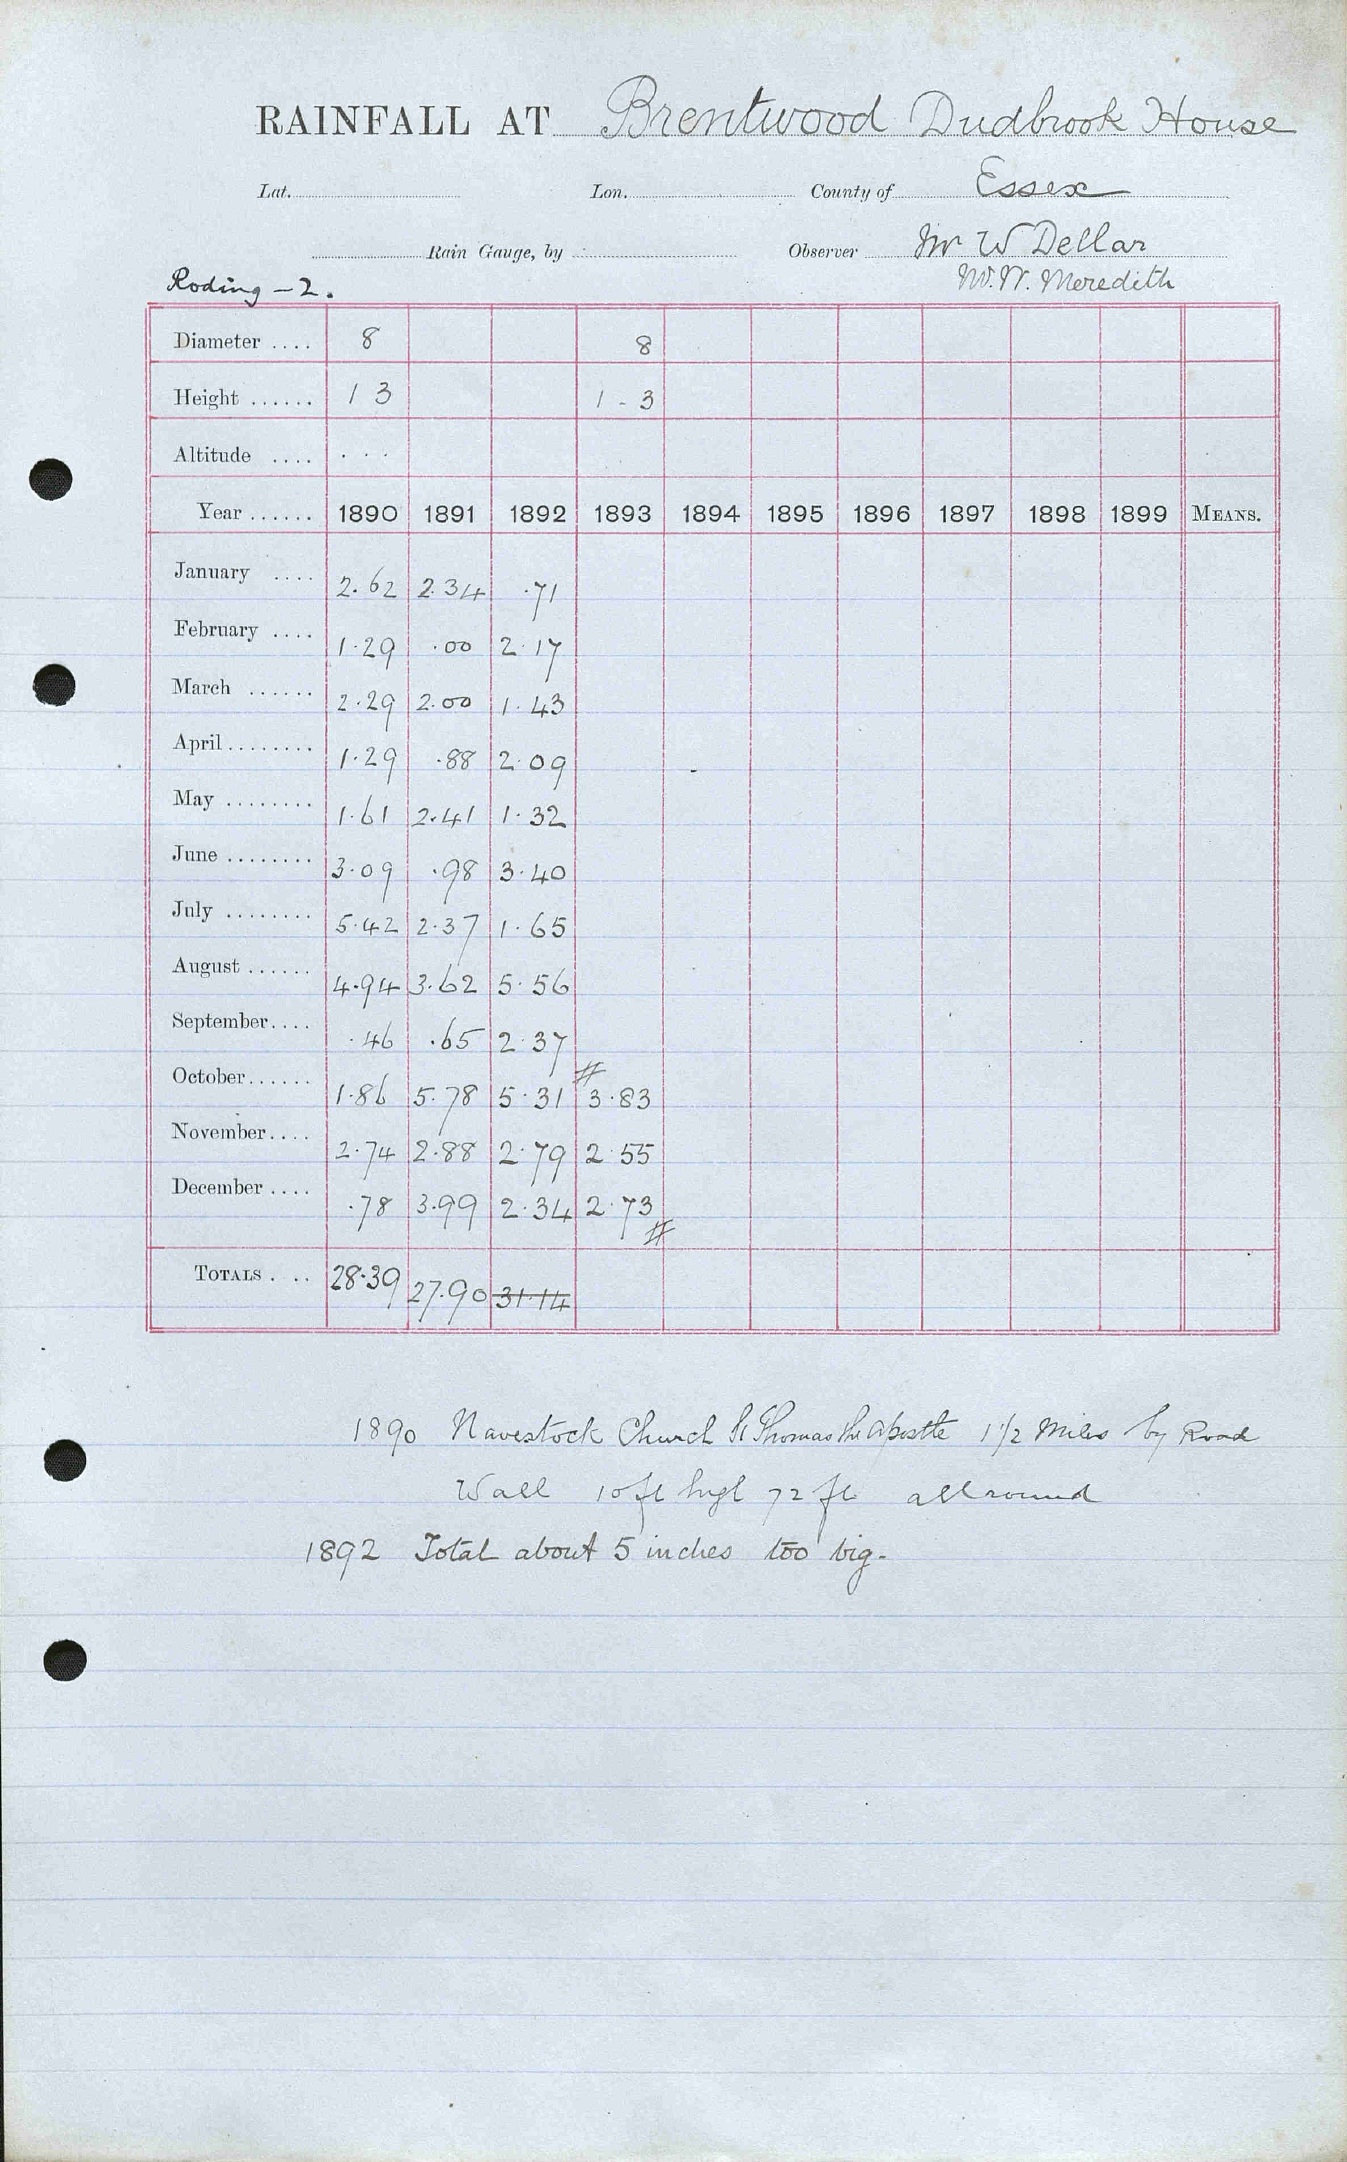 RAINFALL AT Brentwood Dudbrook House
Lat. Lon. County of Essex
Rain Gauge, by Observer Mr W Dellar
Roding - 2. W. Meredith
Diameter .... 8 8
Height ...... 1 3 1 - 3
Altitude .... . . .
Year ...... 1890 1891 1892 1893 1894 1895 1896 1897 1898 1899 MEANS.
January .... 2.62 2.34 .71
February .... 1.29 .00 2.17
March ...... 2.29 2.00 1.43
April ........ 1.29 .88 2.09
May ........ 1.61 2.41 1.32
June ........ 3.09 .98 3.40
July ........ 5.42 2.37 1.65
August ...... 4.94 3.62 5.56
September.... .46 .65 2.37
October...... 1.86 5.78 5.31 # 3.83
November.... 2.74 2.88 2.79 2.55
December .... .78 3.99 2.34 2.73 #
TOTALS . .. 28.39 27.90 31.14
1890 Navestock Church St Thomas the Apostle 1 1/2 Miles by Road
Wall 10 ft high 72 ft all round
1892 Total about 5 inches too big.